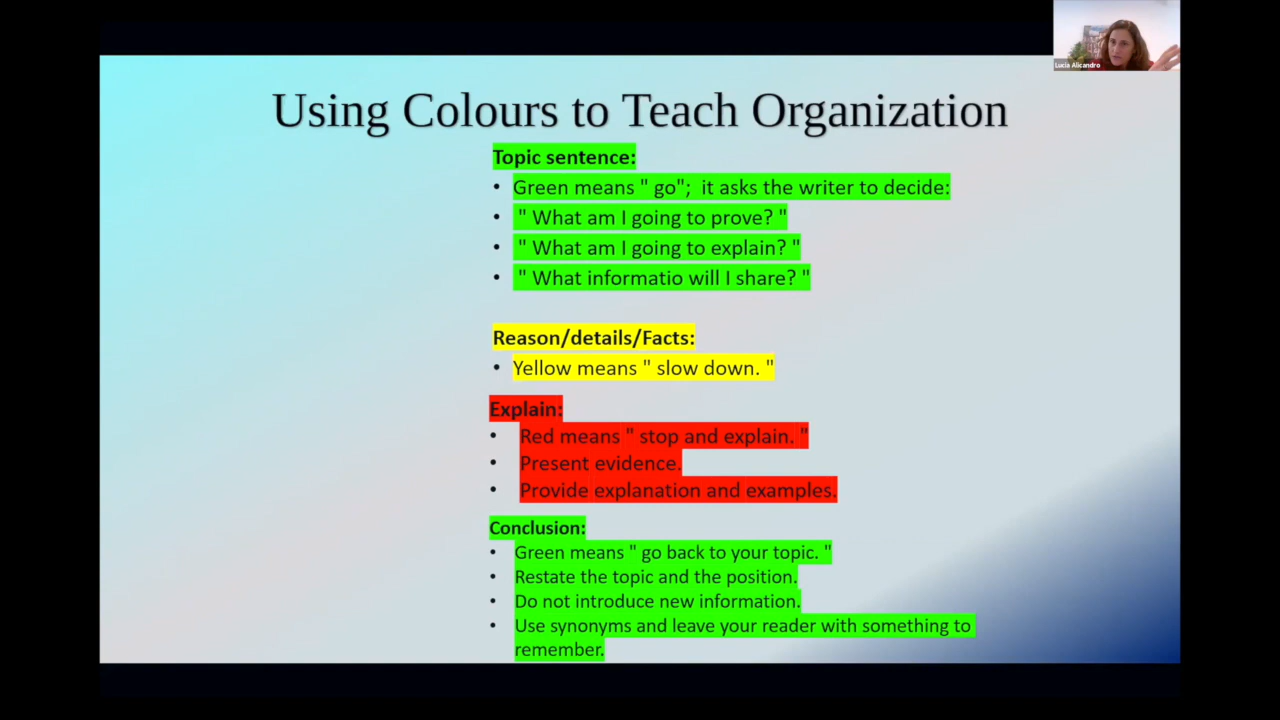 Lucia Alicandro
Using Colours to Teach Organization
Topic sentence:
• Green means " go";  it asks the writer to decide:
• " What am I going to prove? "
• " What am I going to explain? "
• " What informatio will I share? "
Reason/details/Facts:
• Yellow means " slow down. "
Explain:
• Red means " stop and explain. "
• Present evidence.
• Provide explanation and examples.
Conclusion:
• Green means " go back to your topic. "
• Restate the topic and the position.
• Do not introduce new information.
• Use synonyms and leave your reader with something to
remember.